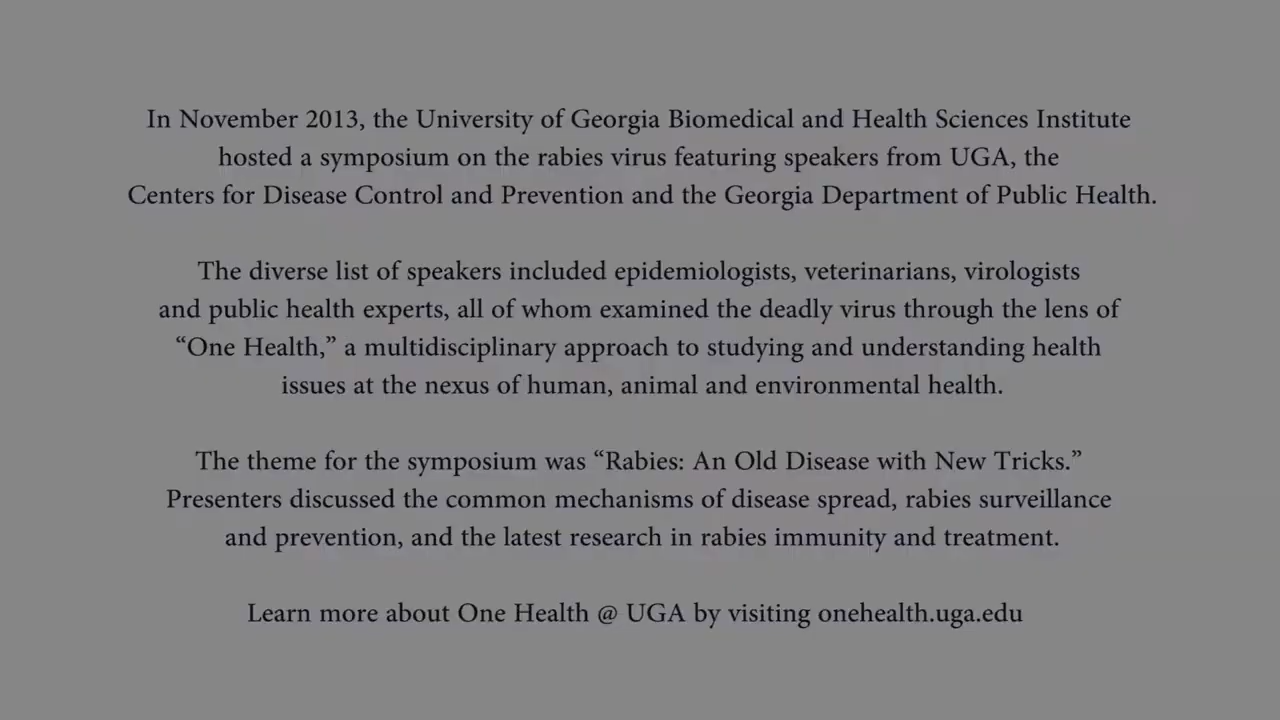 In November 2013, the University of Georgia Biomedical and Health Sciences Institute
hosted a symposium on the rabies virus featuring speakers from UGA, the
Centers for Disease Control and Prevention and the Georgia Department of Public Health.
The diverse list of speakers included epidemiologists, veterinarians, virologists
and public health experts, all of whom examined the deadly virus through the lens of
“One Health,” a multidisciplinary approach to studying and understanding health
issues at the nexus of human, animal and environmental health.
The theme for the symposium was “Rabies: An Old Disease with New Tricks.”
Presenters discussed the common mechanisms of disease spread, rabies surveillance
and prevention, and the latest research in rabies immunity and treatment.
Learn more about One Health @ UGA by visiting onehealth.uga.edu